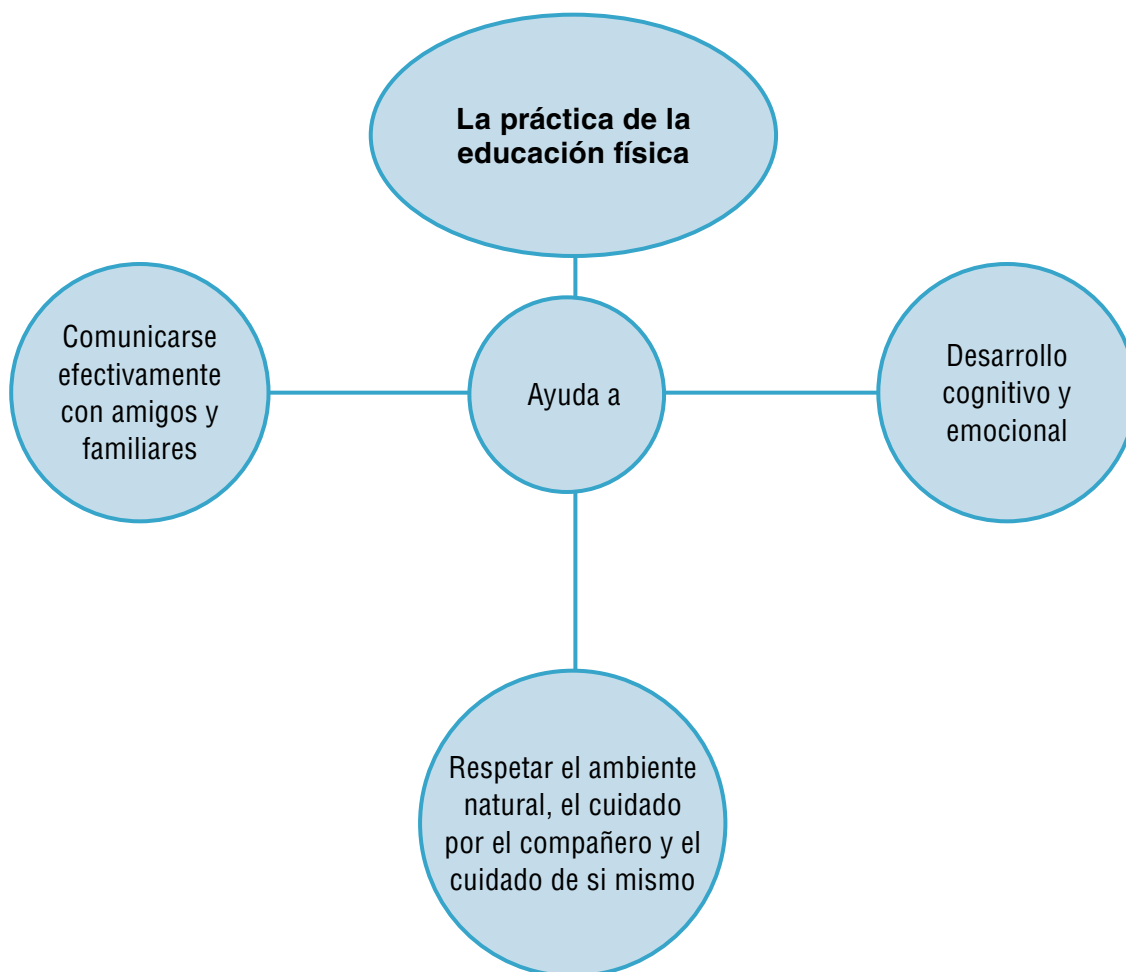 La práctica de la
educación física
Comunicarse
efectivamente
con amigos y
familiares
Ayuda a
Desarrollo
cognitivo y
emocional
Respetar el ambiente
natural, el cuidado
por el compañero y el
cuidado de si mismo